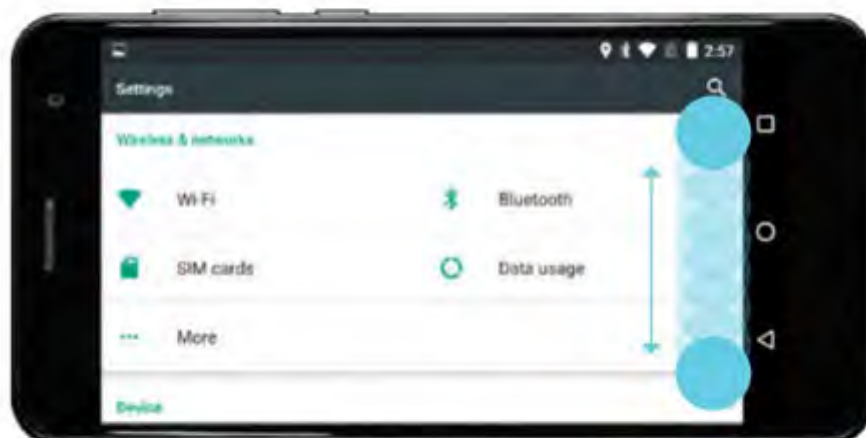 2:57
Settings
Wireless & networks
Wi-Fi Bluetooth
SIM cards Data usage
More
Device